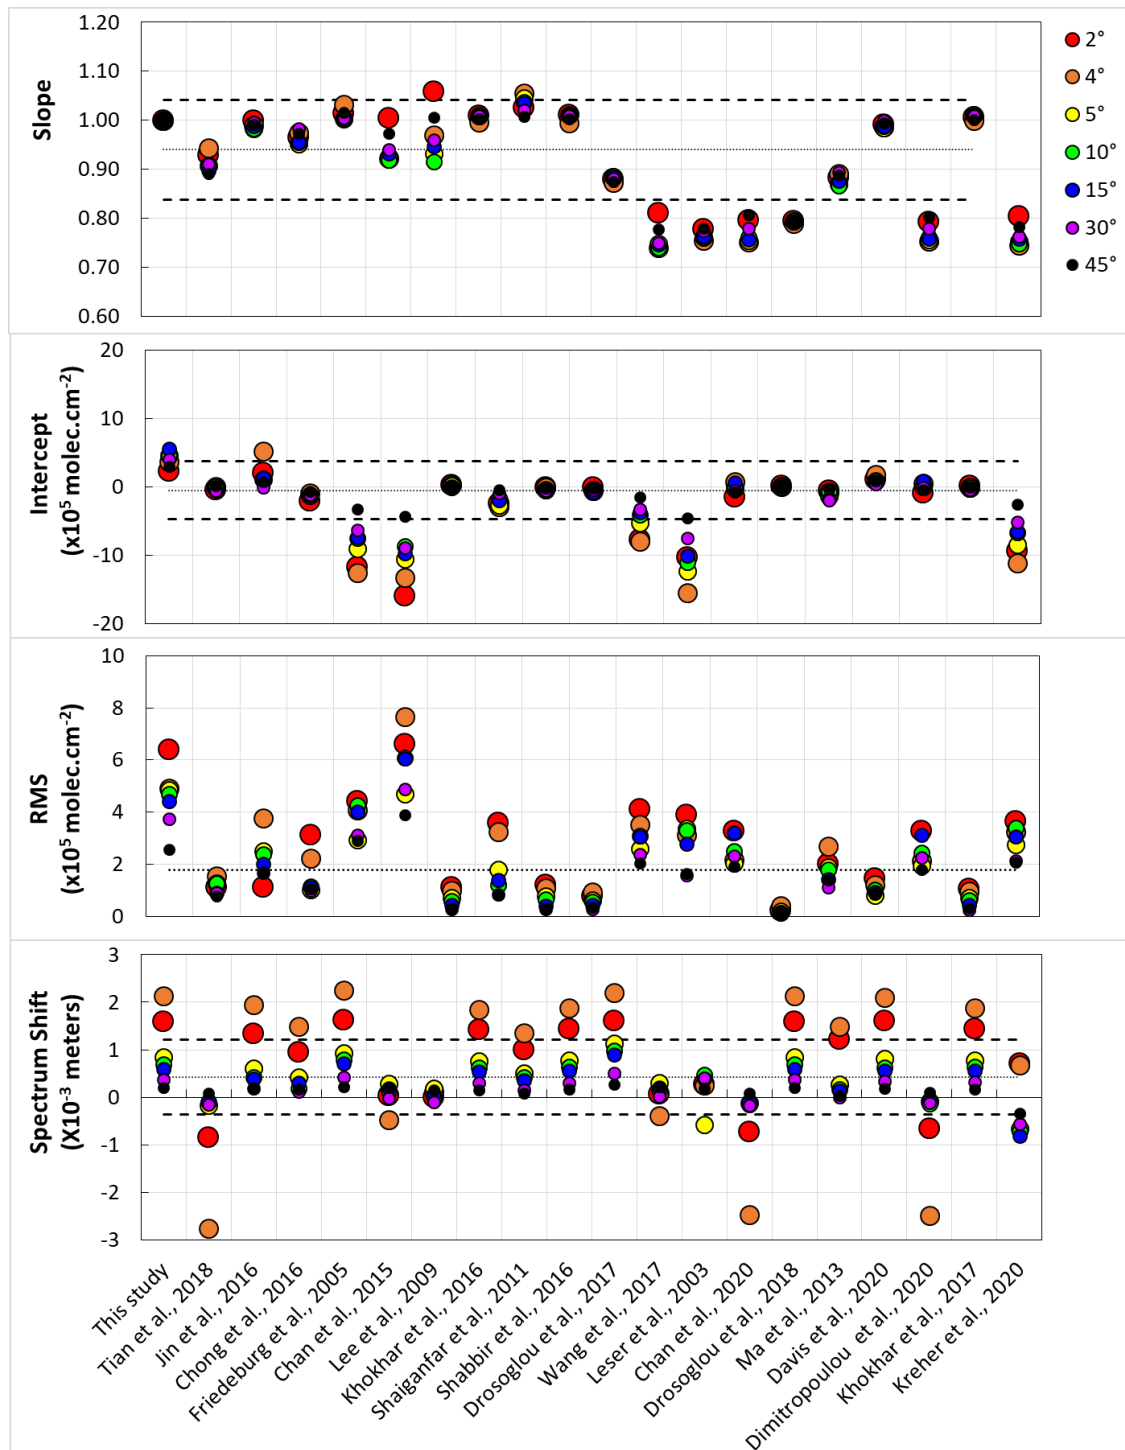 1.20
1.10
1.00
0.90
0.80
0.70
0.60
Slope
2°
4°
5°
10°
15°
30°
45°
20
10
0
-10
-20
Intercept
(x10⁵ molec.cm⁻²)
10
8
6
4
2
0
RMS
(x10⁵ molec.cm⁻²)
3
2
1
0
-1
-2
-3
Spectrum Shift
(X10⁻³ meters)
This study
Tian et al., 2018
Jin et al., 2016
Chong et al., 2016
Friedeburg et al., 2005
Chan et al., 2015
Lee et al., 2009
Khokhar et al., 2016
Shaiganfar et al., 2011
Shabbir et al., 2016
Drosoglou et al., 2017
Wang et al., 2017
Leser et al., 2003
Chan et al., 2020
Drosoglou et al., 2018
Ma et al., 2013
Davis et al., 2020
Dimitropoulou et al., 2020
Khokhar et al., 2017
Kreher et al., 2020